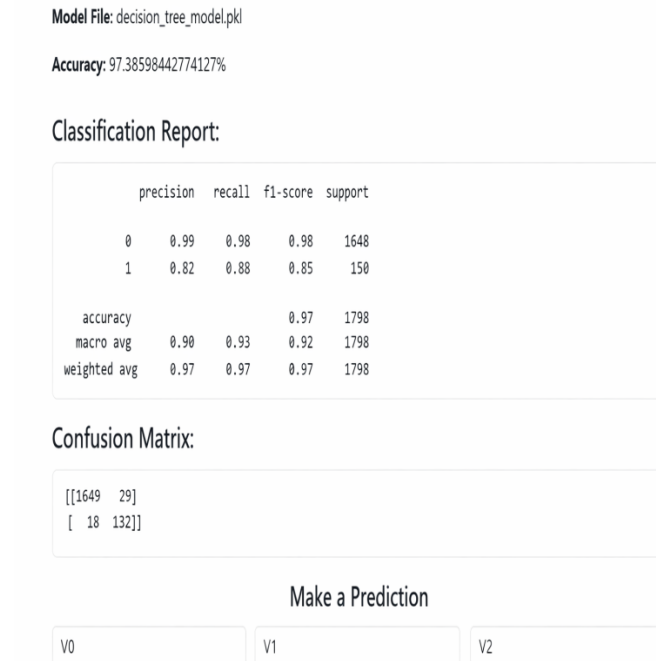 Model File: decision_tree_model.pkl
Accuracy: 97.38598442774127%
Classification Report:
precision recall f1-score support
0 0.99 0.98 0.98 1648
1 0.82 0.88 0.85 150
accuracy 0.97 1798
macro avg 0.90 0.93 0.92 1798
weighted avg 0.97 0.97 0.97 1798
Confusion Matrix:
[[1649 29]
[ 18 132]]
Make a Prediction
V0 V1 V2